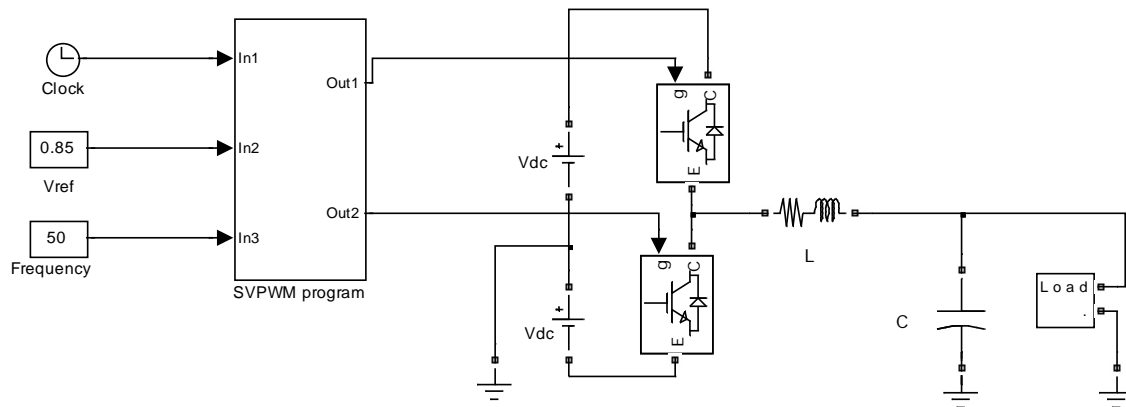 Clock
In1
Out1
0.85
In2
Vref
Out2
50
In3
Frequency
SVPWM program
Vdc
Vdc
g
C
E
g
C
E
L
C
Load
.